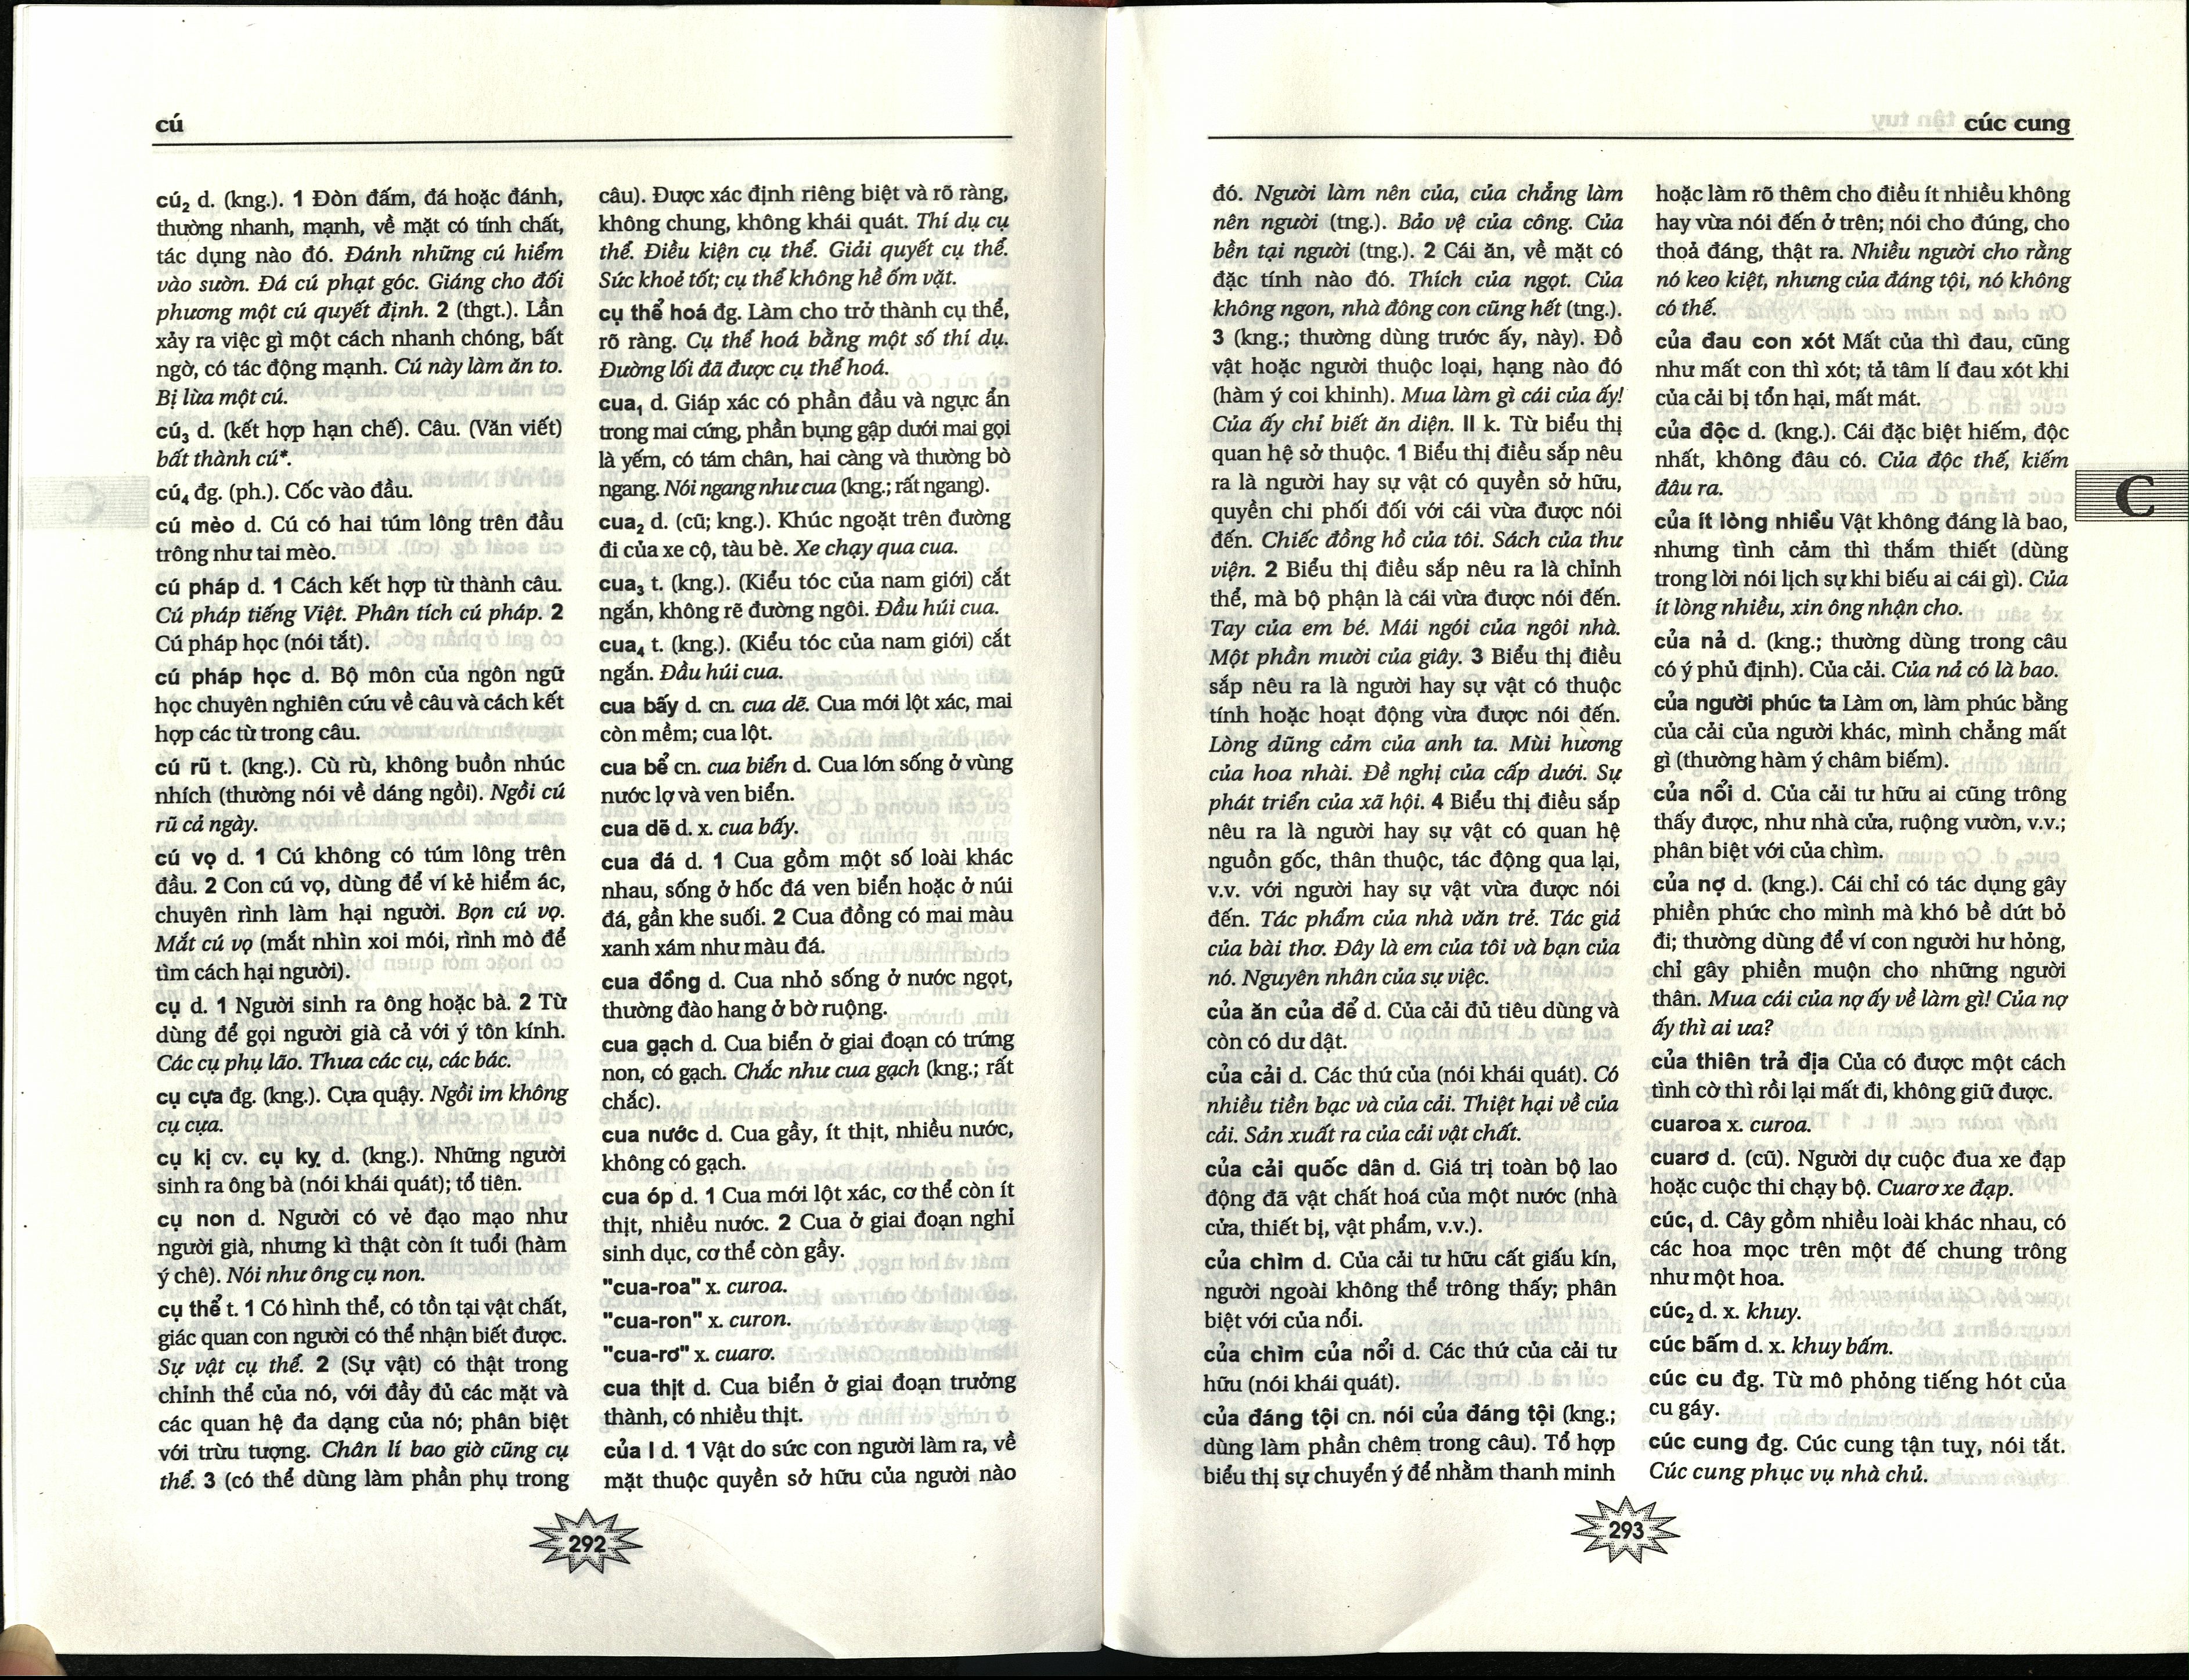 cú
cú₂ d. (kng.). 1 Đòn đấm, đá hoặc đánh,
thường nhanh, mạnh, về mặt có tính chất,
tác dụng nào đó. Đánh những cú hiểm
vào sườn. Đá cú phạt góc. Giáng cho đối
phương một cú quyết định. 2 (thgt.). Lần
xảy ra việc gì một cách nhanh chóng, bất
ngờ, có tác động mạnh. Cú này làm ăn to.
Bị lừa một cú.
cú₃ d. (kết hợp hạn chế). Câu. (Văn viết)
bất thành cú*.
cú₄ đg. (ph.). Cốc vào đầu.
cú mèo d. Cú có hai túm lông trên đầu
trông như tai mèo.
cú pháp d. 1 Cách kết hợp từ thành câu.
Cú pháp tiếng Việt. Phân tích cú pháp. 2
Cú pháp học (nói tắt).
cú pháp học d. Bộ môn của ngôn ngữ
học chuyên nghiên cứu về câu và cách kết
hợp các từ trong câu.
cú rũ t. (kng.). Cù rù, không buồn nhúc
nhích (thường nói về dáng ngồi). Ngồi cú
rũ cả ngày.
cú vọ d. 1 Cú không có túm lông trên
đầu. 2 Con cú vọ, dùng để ví kẻ hiểm ác,
chuyên rình làm hại người. Bọn cú vọ.
Mắt cú vọ (mắt nhìn xoi mói, rình mò để
tìm cách hại người).
cụ d. 1 Người sinh ra ông hoặc bà. 2 Từ
dùng để gọi người già cả với ý tôn kính.
Các cụ phụ lão. Thưa các cụ, các bác.
cụ cựa đg. (kng.). Cựa quậy. Ngồi im không
cụ cựa.
cụ kị cv. cụ kỵ d. (kng.). Những người
sinh ra ông bà (nói khái quát); tổ tiên.
cụ non d. Người có vẻ đạo mạo như
người già, nhưng kì thật còn ít tuổi (hàm
ý chê). Nói như ông cụ non.
cụ thể t. 1 Có hình thể, có tồn tại vật chất,
giác quan con người có thể nhận biết được.
Sự vật cụ thể. 2 (Sự vật) có thật trong
chỉnh thể của nó, với đầy đủ các mặt và
các quan hệ đa dạng của nó; phân biệt
với trừu tượng. Chân lí bao giờ cũng cụ
thể. 3 (có thể dùng làm phần phụ trong
câu). Được xác định riêng biệt và rõ ràng,
không chung, không khái quát. Thí dụ cụ
thể. Điều kiện cụ thể. Giải quyết cụ thể.
Sức khoẻ tốt; cụ thể không hề ốm vặt.
cụ thể hoá đg. Làm cho trở thành cụ thể,
rõ ràng. Cụ thể hoá bằng một số thí dụ.
Đường lối đã được cụ thể hoá.
cua₁ d. Giáp xác có phần đầu và ngực ẩn
trong mai cứng, phần bụng gập dưới mai gọi
là yếm, có tám chân, hai càng và thường bò
ngang. Nói ngang như cua (kng.; rất ngang).
cua₂ d. (cũ; kng.). Khúc ngoặt trên đường
đi của xe cộ, tàu bè. Xe chạy qua cua.
cua₃ t. (kng.). (Kiểu tóc của nam giới) cắt
ngắn, không rẽ đường ngôi. Đầu húi cua.
cua₄ t. (kng.). (Kiểu tóc của nam giới) cắt
ngắn. Đầu húi cua.
cua bấy d. cn. cua dẽ. Cua mới lột xác, mai
còn mềm; cua lột.
cua bể cn. cua biển d. Cua lớn sống ở vùng
nước lợ và ven biển.
cua dẽ d. x. cua bấy.
cua đá d. 1 Cua gồm một số loài khác
nhau, sống ở hốc đá ven biển hoặc ở núi
đá, gần khe suối. 2 Cua đồng có mai màu
xanh xám như màu đá.
cua đồng d. Cua nhỏ sống ở nước ngọt,
thường đào hang ở bờ ruộng.
cua gạch d. Cua biển ở giai đoạn có trứng
non, có gạch. Chắc như cua gạch (kng.; rất
chắc).
cua nước d. Cua gầy, ít thịt, nhiều nước,
không có gạch.
cua óp d. 1 Cua mới lột xác, cơ thể còn ít
thịt, nhiều nước. 2 Cua ở giai đoạn nghỉ
sinh dục, cơ thể còn gầy.
"cua-roa" x. curoa.
"cua-ron" x. curon.
"cua-rơ" x. cuarơ.
cua thịt d. Cua biển ở giai đoạn trưởng
thành, có nhiều thịt.
của I d. 1 Vật do sức con người làm ra, về
mặt thuộc quyền sở hữu của người nào
292
cúc cung
đó. Người làm nên của, của chẳng làm
nên người (tng.). Bảo vệ của công. Của
bền tại người (tng.). 2 Cái ăn, về mặt có
đặc tính nào đó. Thích của ngọt. Của
không ngon, nhà đông con cũng hết (tng.).
3 (kng.; thường dùng trước ấy, này). Đồ
vật hoặc người thuộc loại, hạng nào đó
(hàm ý coi khinh). Mua làm gì cái của ấy!
Của ấy chỉ biết ăn diện. II k. Từ biểu thị
quan hệ sở thuộc. 1 Biểu thị điều sắp nêu
ra là người hay sự vật có quyền sở hữu,
quyền chi phối đối với cái vừa được nói
đến. Chiếc đồng hồ của tôi. Sách của thư
viện. 2 Biểu thị điều sắp nêu ra là chỉnh
thể, mà bộ phận là cái vừa được nói đến.
Tay của em bé. Mái ngói của ngôi nhà.
Một phần mười của giây. 3 Biểu thị điều
sắp nêu ra là người hay sự vật có thuộc
tính hoặc hoạt động vừa được nói đến.
Lòng dũng cảm của anh ta. Mùi hương
của hoa nhài. Đề nghị của cấp dưới. Sự
phát triển của xã hội. 4 Biểu thị điều sắp
nêu ra là người hay sự vật có quan hệ
nguồn gốc, thân thuộc, tác động qua lại,
v.v. với người hay sự vật vừa được nói
đến. Tác phẩm của nhà văn trẻ. Tác giả
của bài thơ. Đây là em của tôi và bạn của
nó. Nguyên nhân của sự việc.
của ăn của để d. Của cải đủ tiêu dùng và
còn có dư dật.
của cải d. Các thứ của (nói khái quát). Có
nhiều tiền bạc và của cải. Thiệt hại về của
cải. Sản xuất ra của cải vật chất.
của cải quốc dân d. Giá trị toàn bộ lao
động đã vật chất hoá của một nước (nhà
cửa, thiết bị, vật phẩm, v.v.).
của chìm d. Của cải tư hữu cất giấu kín,
người ngoài không thể trông thấy; phân
biệt với của nổi.
của chìm của nổi d. Các thứ của cải tư
hữu (nói khái quát).
của đáng tội cn. nói của đáng tội (kng.;
dùng làm phần chêm trong câu). Tổ hợp
biểu thị sự chuyển ý để nhằm thanh minh
hoặc làm rõ thêm cho điều ít nhiều không
hay vừa nói đến ở trên; nói cho đúng, cho
thoả đáng, thật ra. Nhiều người cho rằng
nó keo kiệt, nhưng của đáng tội, nó không
có thế.
của đau con xót Mất của thì đau, cũng
như mất con thì xót; tả tâm lí đau xót khi
của cải bị tổn hại, mất mát.
của độc d. (kng.). Cái đặc biệt hiếm, độc
nhất, không đâu có. Của độc thế, kiếm
đâu ra.
của ít lòng nhiều Vật không đáng là bao,
nhưng tình cảm thì thắm thiết (dùng
trong lời nói lịch sự khi biếu ai cái gì). Của
ít lòng nhiều, xin ông nhận cho.
của nả d. (kng.; thường dùng trong câu
có ý phủ định). Của cải. Của nả có là bao.
của người phúc ta Làm ơn, làm phúc bằng
của cải của người khác, mình chẳng mất
gì (thường hàm ý châm biếm).
của nổi d. Của cải tư hữu ai cũng trông
thấy được, như nhà cửa, ruộng vườn, v.v.;
phân biệt với của chìm.
của nợ d. (kng.). Cái chỉ có tác dụng gây
phiền phức cho mình mà khó bề dứt bỏ
đi; thường dùng để ví con người hư hỏng,
chỉ gây phiền muộn cho những người
thân. Mua cái của nợ ấy về làm gì! Của nợ
ấy thì ai ưa?
của thiên trả địa Của có được một cách
tình cờ thì rồi lại mất đi, không giữ được.
cuaroa x. curoa.
cuarơ d. (cũ). Người dự cuộc đua xe đạp
hoặc cuộc thi chạy bộ. Cuarơ xe đạp.
cúc₁ d. Cây gồm nhiều loài khác nhau, có
các hoa mọc trên một đế chung trông
như một hoa.
cúc₂ d. x. khuy.
cúc bấm d. x. khuy bấm.
cúc cu đg. Từ mô phỏng tiếng hót của
cu gáy.
cúc cung đg. Cúc cung tận tuỵ, nói tắt.
Cúc cung phục vụ nhà chủ.
C
293